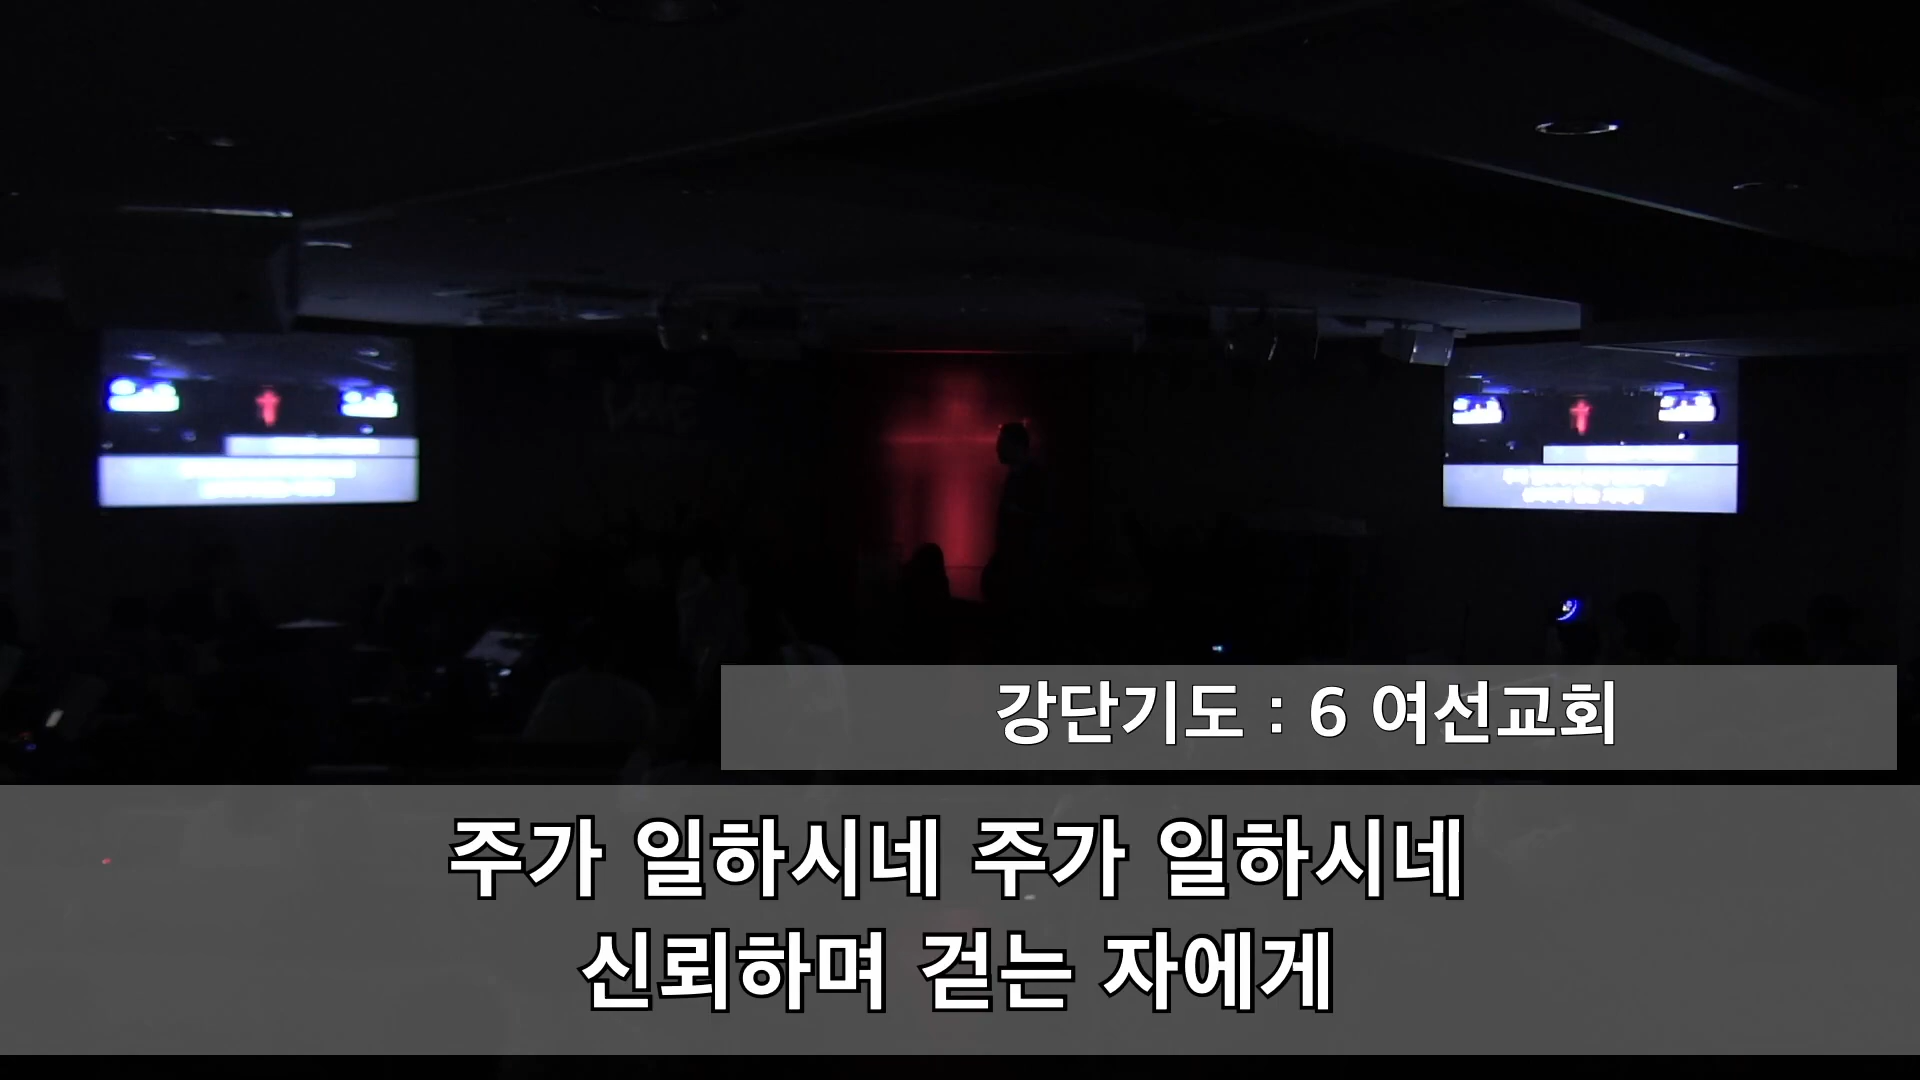 강단기도 : 6 여선교회
주가 일하시네 주가 일하시네
신뢰하며 걷는 자에게